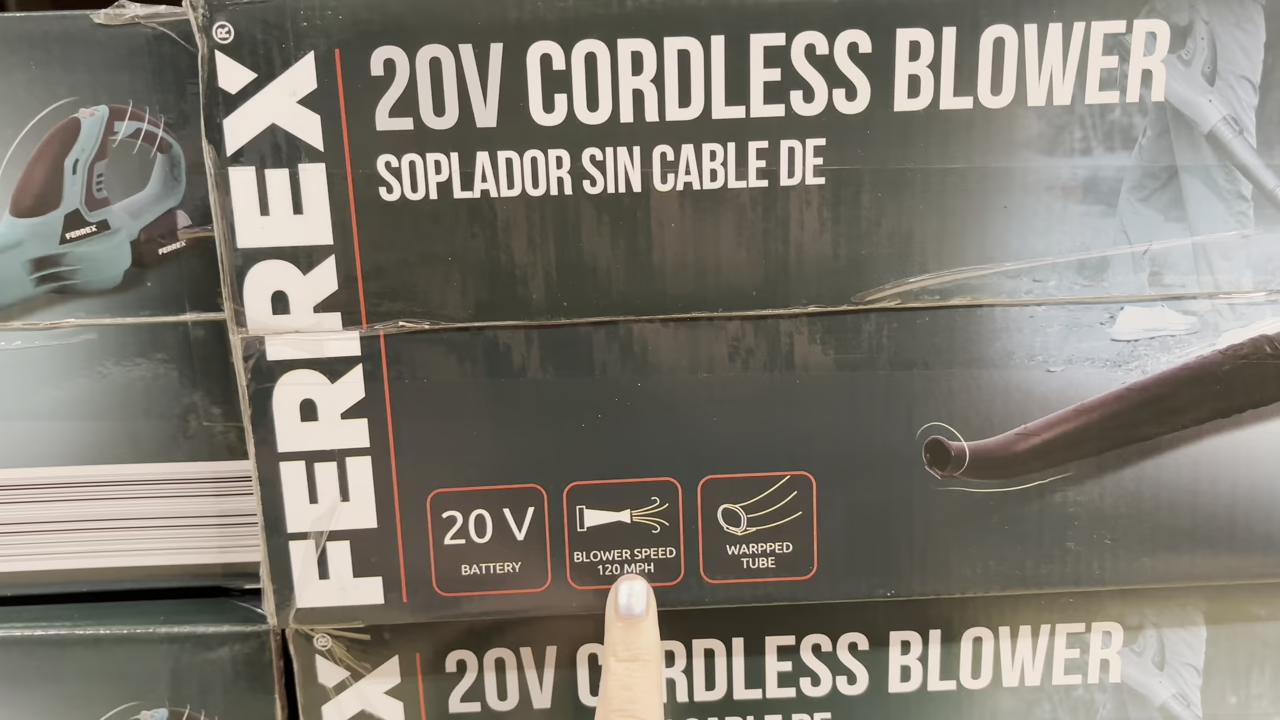 FERREX®
20V CORDLESS BLOWER
SOPLADOR SIN CABLE DE
20 V
BATTERY
BLOWER SPEED
120 MPH
WARPPED
TUBE
FERREX
FERREX
X®
20V C RDLESS BLOWER